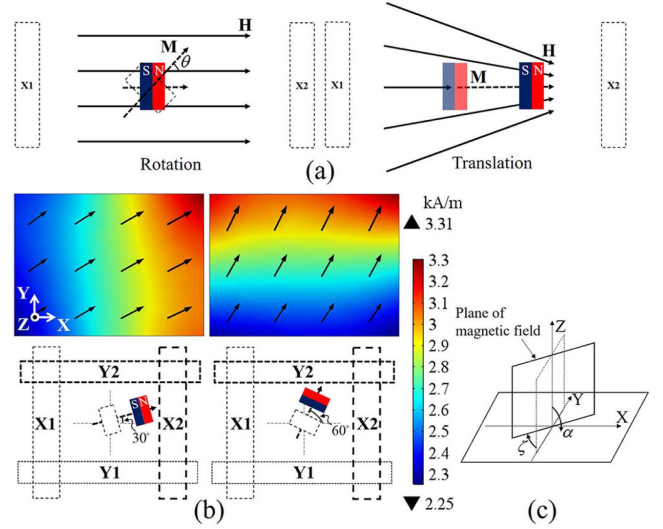 H
M
θ
S N
X1
X2
Rotation
H
S N
M
X1
X2
Translation
(a)
kA/m
3.31
3.3
3.2
3.1
3.0
2.9
2.8
2.7
2.6
2.5
2.4
2.3
2.25
Y
Z X
Y2
X1
S N
X2
30°
Y1
Y2
X1
X2
60°
Y1
(b)
Plane of
magnetic field
Z
Y
X
α
ζ
(c)